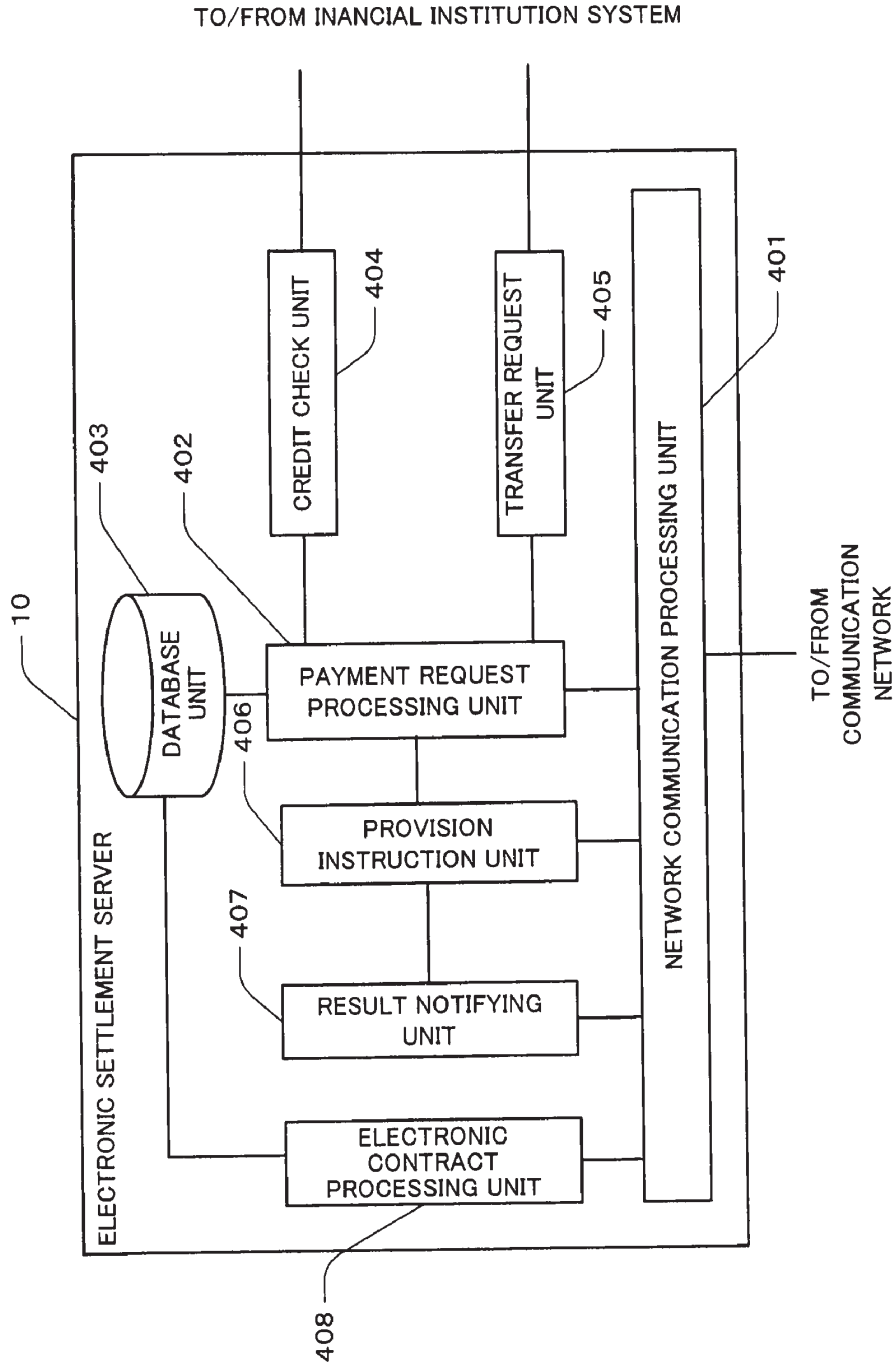 TO/FROM INANCIAL INSTITUTION SYSTEM
10
ELECTRONIC SETTLEMENT SERVER
403
DATABASE
UNIT
402
CREDIT CHECK UNIT
404
406
PAYMENT REQUEST
PROCESSING UNIT
TRANSFER REQUEST
UNIT
405
PROVISION
INSTRUCTION UNIT
407
RESULT NOTIFYING
UNIT
ELECTRONIC
CONTRACT
PROCESSING UNIT
408
NETWORK COMMUNICATION PROCESSING UNIT
401
TO/FROM
COMMUNICATION
NETWORK